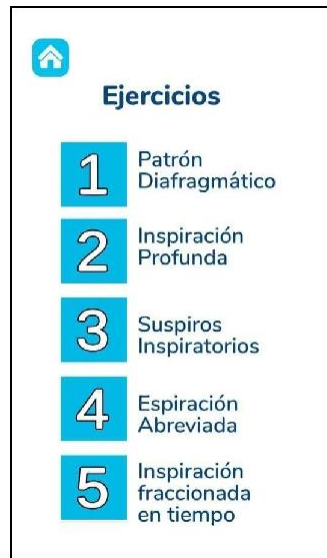 Ejercicios
1
Patrón
Diafragmático
2
Inspiración
Profunda
3
Suspiros
Inspiratorios
4
Espiración
Abreviada
5
Inspiración
fraccionada
en tiempo